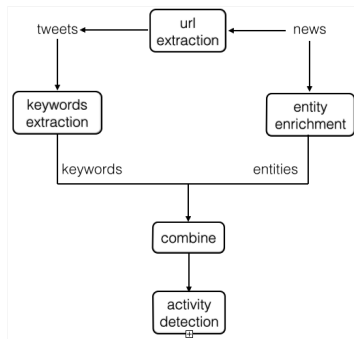 url
extraction
tweets
news
keywords
extraction
entity
enrichment
keywords
entities
combine
activity
detection